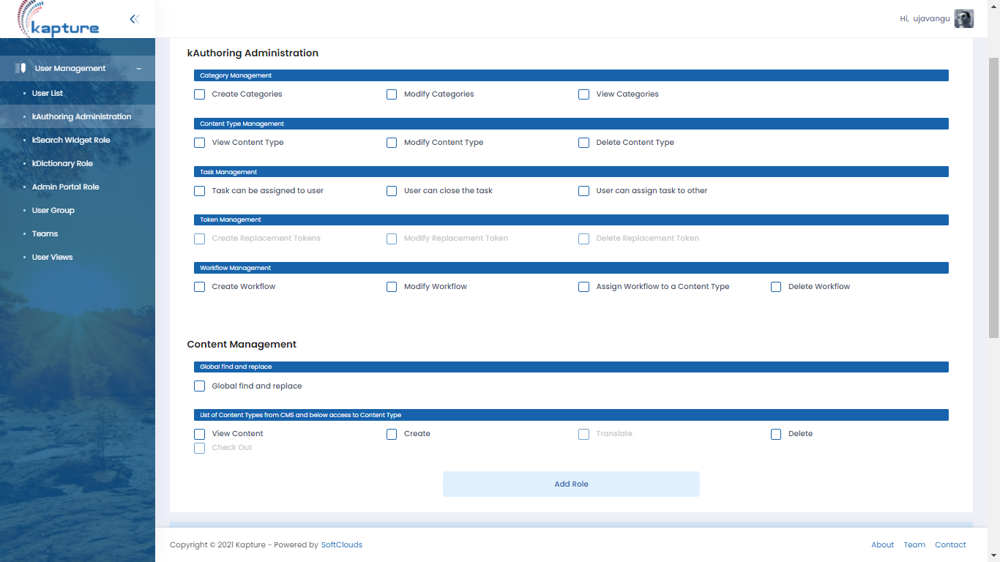 kapture
Hi, ujavangu
User Management
User List
kAuthoring Administration
kSearch Widget Role
kDictionary Role
Admin Portal Role
User Group
Teams
User Views
kAuthoring Administration
Category Management
Create Categories Modify Categories View Categories
Content Type Management
View Content Type Modify Content Type Delete Content Type
Task Management
Task can be assigned to user User can close the task User can assign task to other
Token Management
Create Replacement Tokens Modify Replacement Token Delete Replacement Token
Workflow Management
Create Workflow Modify Workflow Assign Workflow to a Content Type Delete Workflow
Content Management
Global find and replace
Global find and replace
List of Content Types from CMS and below access to Content Type
View Content Create Translate Delete
Check Out
Add Role
Copyright © 2021 Kapture - Powered by SoftClouds About Team Contact